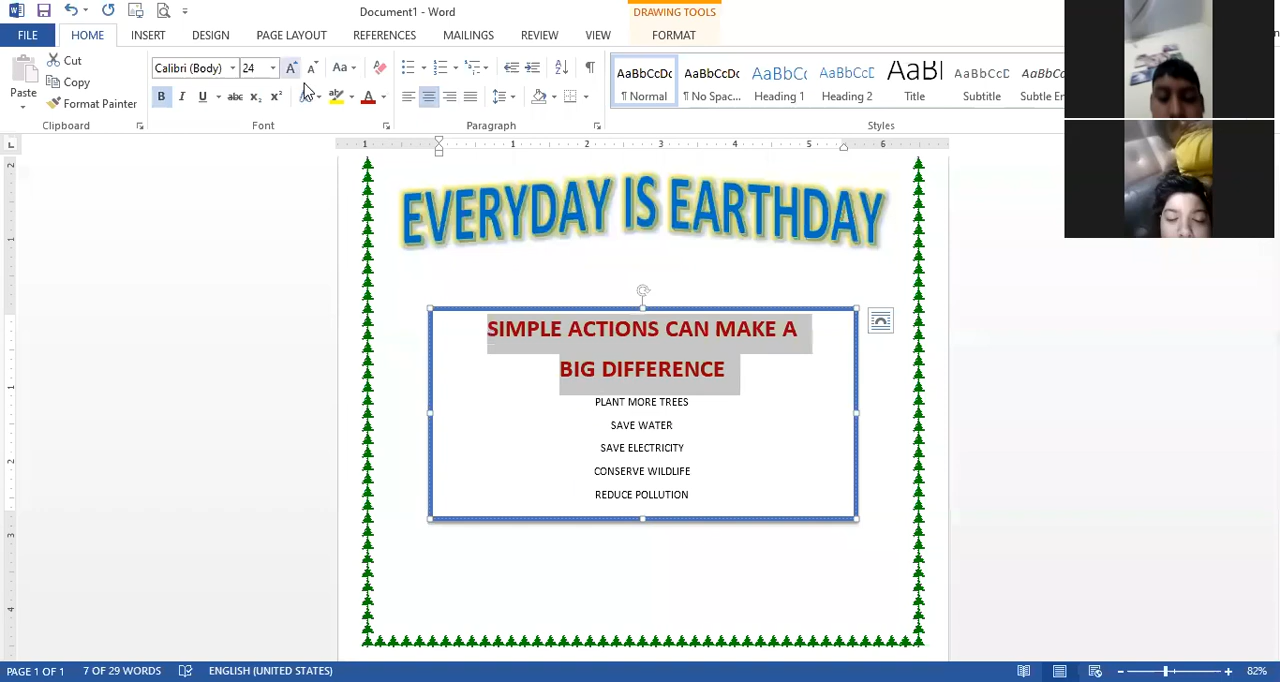 Document1 - Word
DRAWING TOOLS
FILE HOME INSERT DESIGN PAGE LAYOUT REFERENCES MAILINGS REVIEW VIEW FORMAT
Cut
Copy
Format Painter
Paste
Clipboard
Calibri (Body) 24
Font
Paragraph
AaBbCcDc AaBbCcDc AaBbCc AaBbCcD AaBI AaBbCcD AaBbCcDc
¶ Normal ¶ No Spac... Heading 1 Heading 2 Title Subtitle Subtle En
Styles
EVERYDAY IS EARTHDAY
SIMPLE ACTIONS CAN MAKE A
BIG DIFFERENCE
PLANT MORE TREES
SAVE WATER
SAVE ELECTRICITY
CONSERVE WILDLIFE
REDUCE POLLUTION
PAGE 1 OF 1 7 OF 29 WORDS ENGLISH (UNITED STATES) 82%